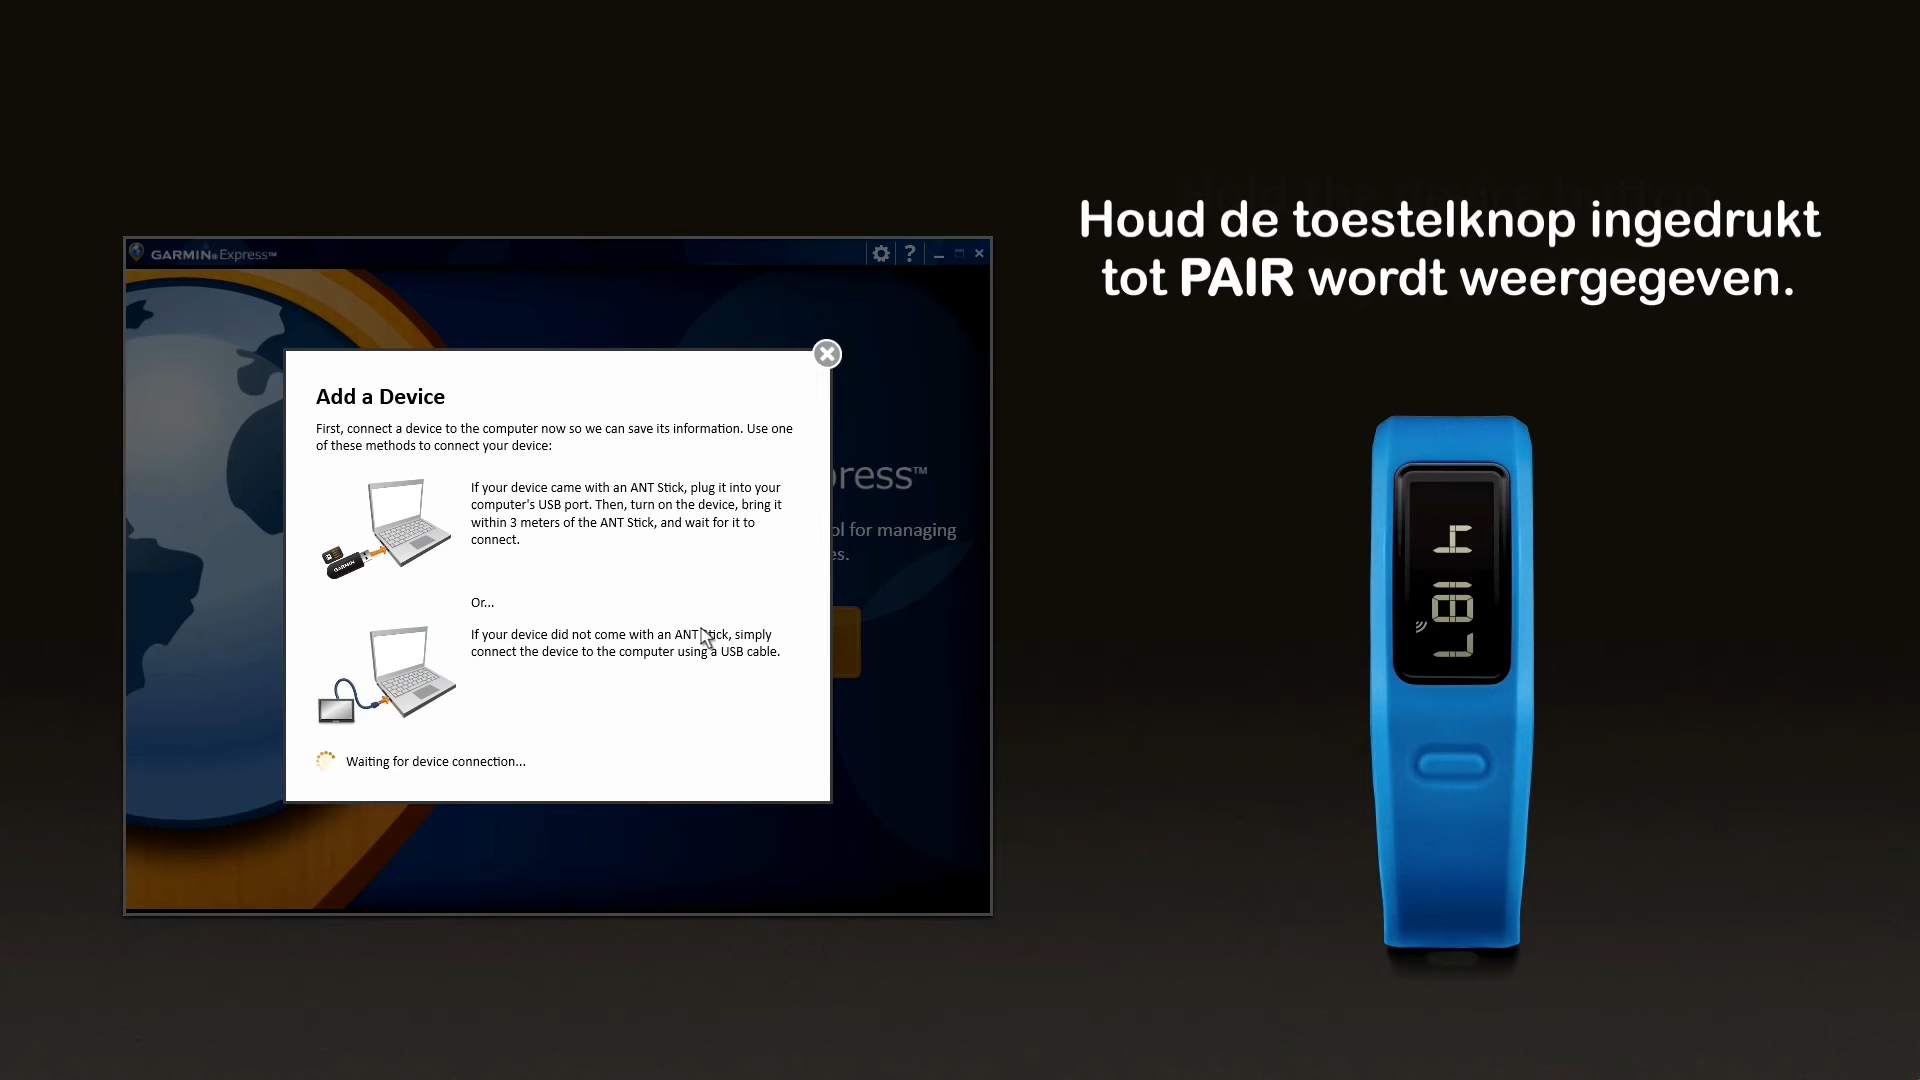 Houd de toestelknop ingedrukt
tot PAIR wordt weergegeven.
GARMIN Express™
?
Add a Device
First, connect a device to the computer now so we can save its information. Use one
of these methods to connect your device:
If your device came with an ANT Stick, plug it into your
computer's USB port. Then, turn on the device, bring it
within 3 meters of the ANT Stick, and wait for it to
connect.
GARMIN
Or...
If your device did not come with an ANT Stick, simply
connect the device to the computer using a USB cable.
Waiting for device connection...
ress™
ol for managing
es.